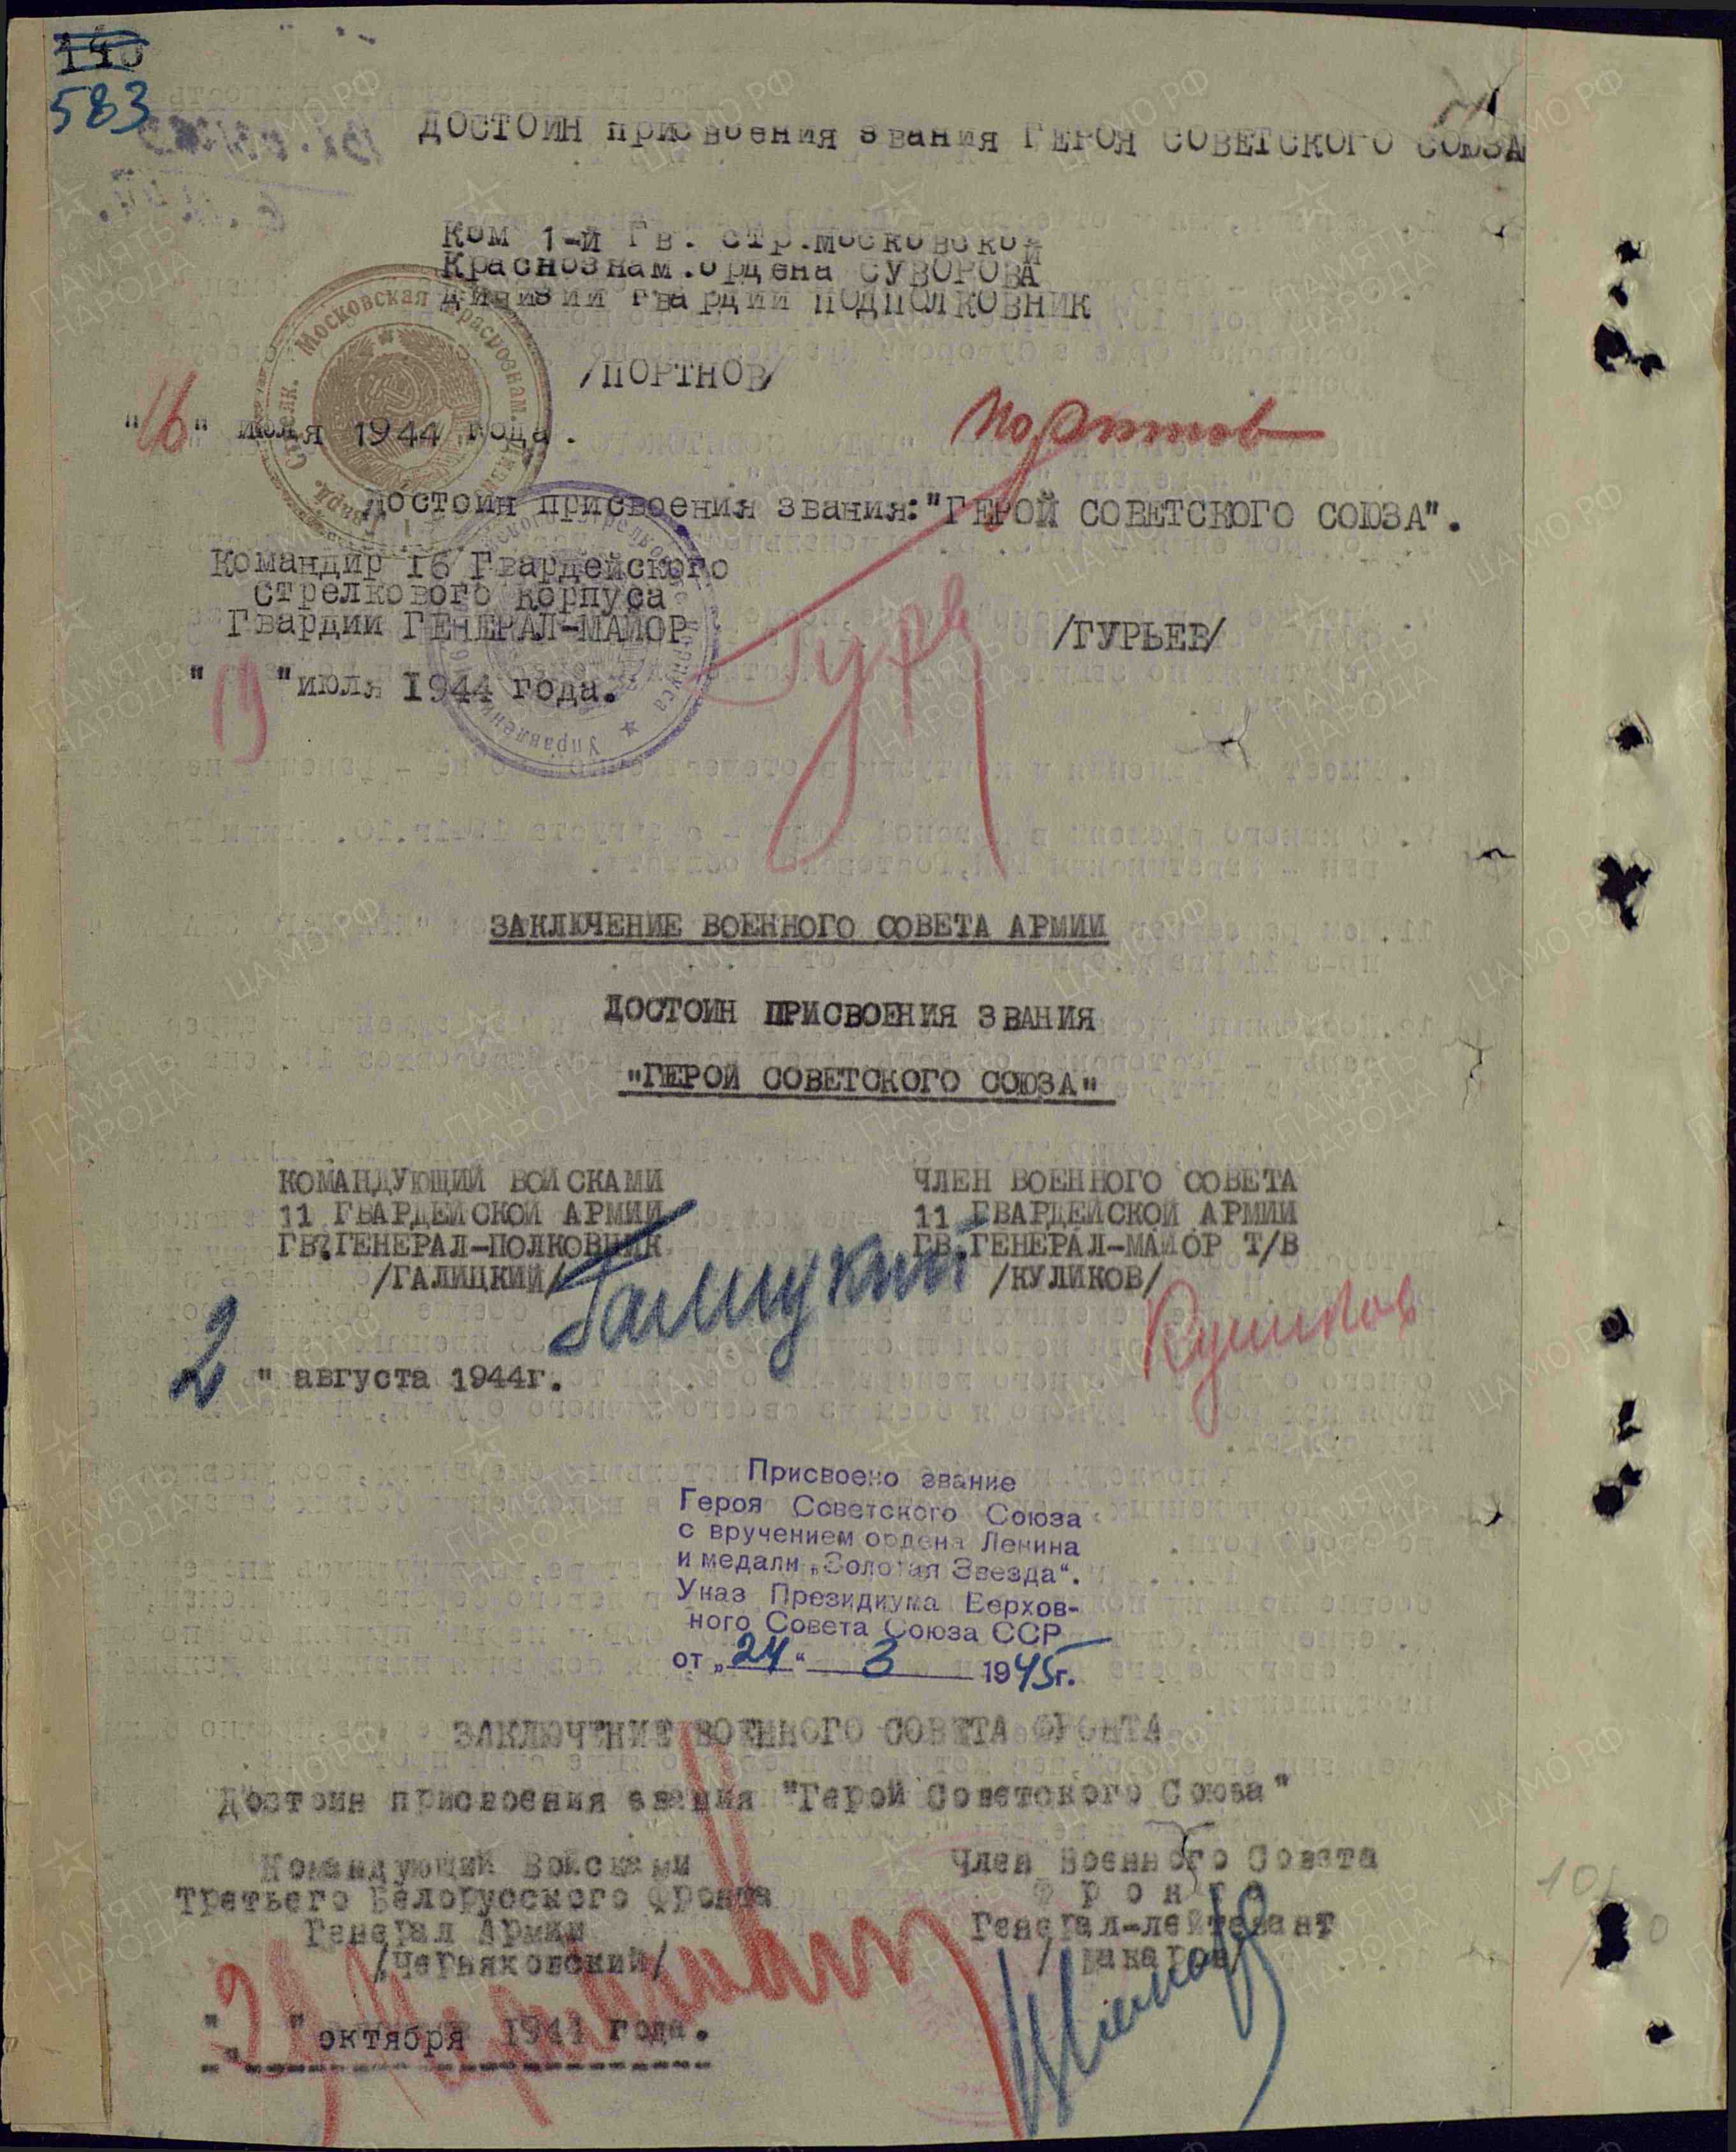 140
583
ДОСТОИН присвоения звания ГЕРОЯ СОВЕТСКОГО СОЮЗА
Ком 1-й Гв. стр.Московской
Краснознам.ордена СУВОРОВА
дивизии гвардии ПОДПОЛКОВНИК
/ПОРТНОВ/
Портнов
"16" июля 1944 года.
Достоин присвоения звания:"ГЕРОЙ СОВЕТСКОГО СОЮЗА".
Командир 16 Гвардейского
стрелкового корпуса
Гвардии ГЕНЕРАЛ-МАЙОР
/ГУРЬЕВ/
"19"июля 1944 года.
ЗАКЛЮЧЕНИЕ ВОЕННОГО СОВЕТА АРМИИ
ДОСТОИН ПРИСВОЕНИЯ ЗВАНИЯ
"ГЕРОЙ СОВЕТСКОГО СОЮЗА"
КОМАНДУЮЩИЙ ВОЙСКАМИ
11 ГВАРДЕЙСКОЙ АРМИИ
ГВ.ГЕНЕРАЛ-ПОЛКОВНИК
/ГАЛИЦКИЙ/
Галицкий
ЧЛЕН ВОЕННОГО СОВЕТА
11 ГВАРДЕЙСКОЙ АРМИИ
ГВ.ГЕНЕРАЛ-МАЙОР Т/В
/КУЛИКОВ/
Куликов
2 " августа 1944г.
Присвоено звание
Героя Советского Союза
с вручением ордена Ленина
и медали „Золотая Звезда".
Указ Президиума Верхов-
ного Совета Союза ССР
от „24" 3 1945г.
ЗАКЛЮЧЕНИЕ ВОЕННОГО СОВЕТА ФРОНТА
Достоин присвоения звания "Герой Советского Союза"
Командующий Войсками
Третьего Белорусского Фронта
Генерал Армии
/Черняховский/
Член Военного Совета
Фронта
Генерал-лейтенант
/Макаров
" " октября 1944 года.